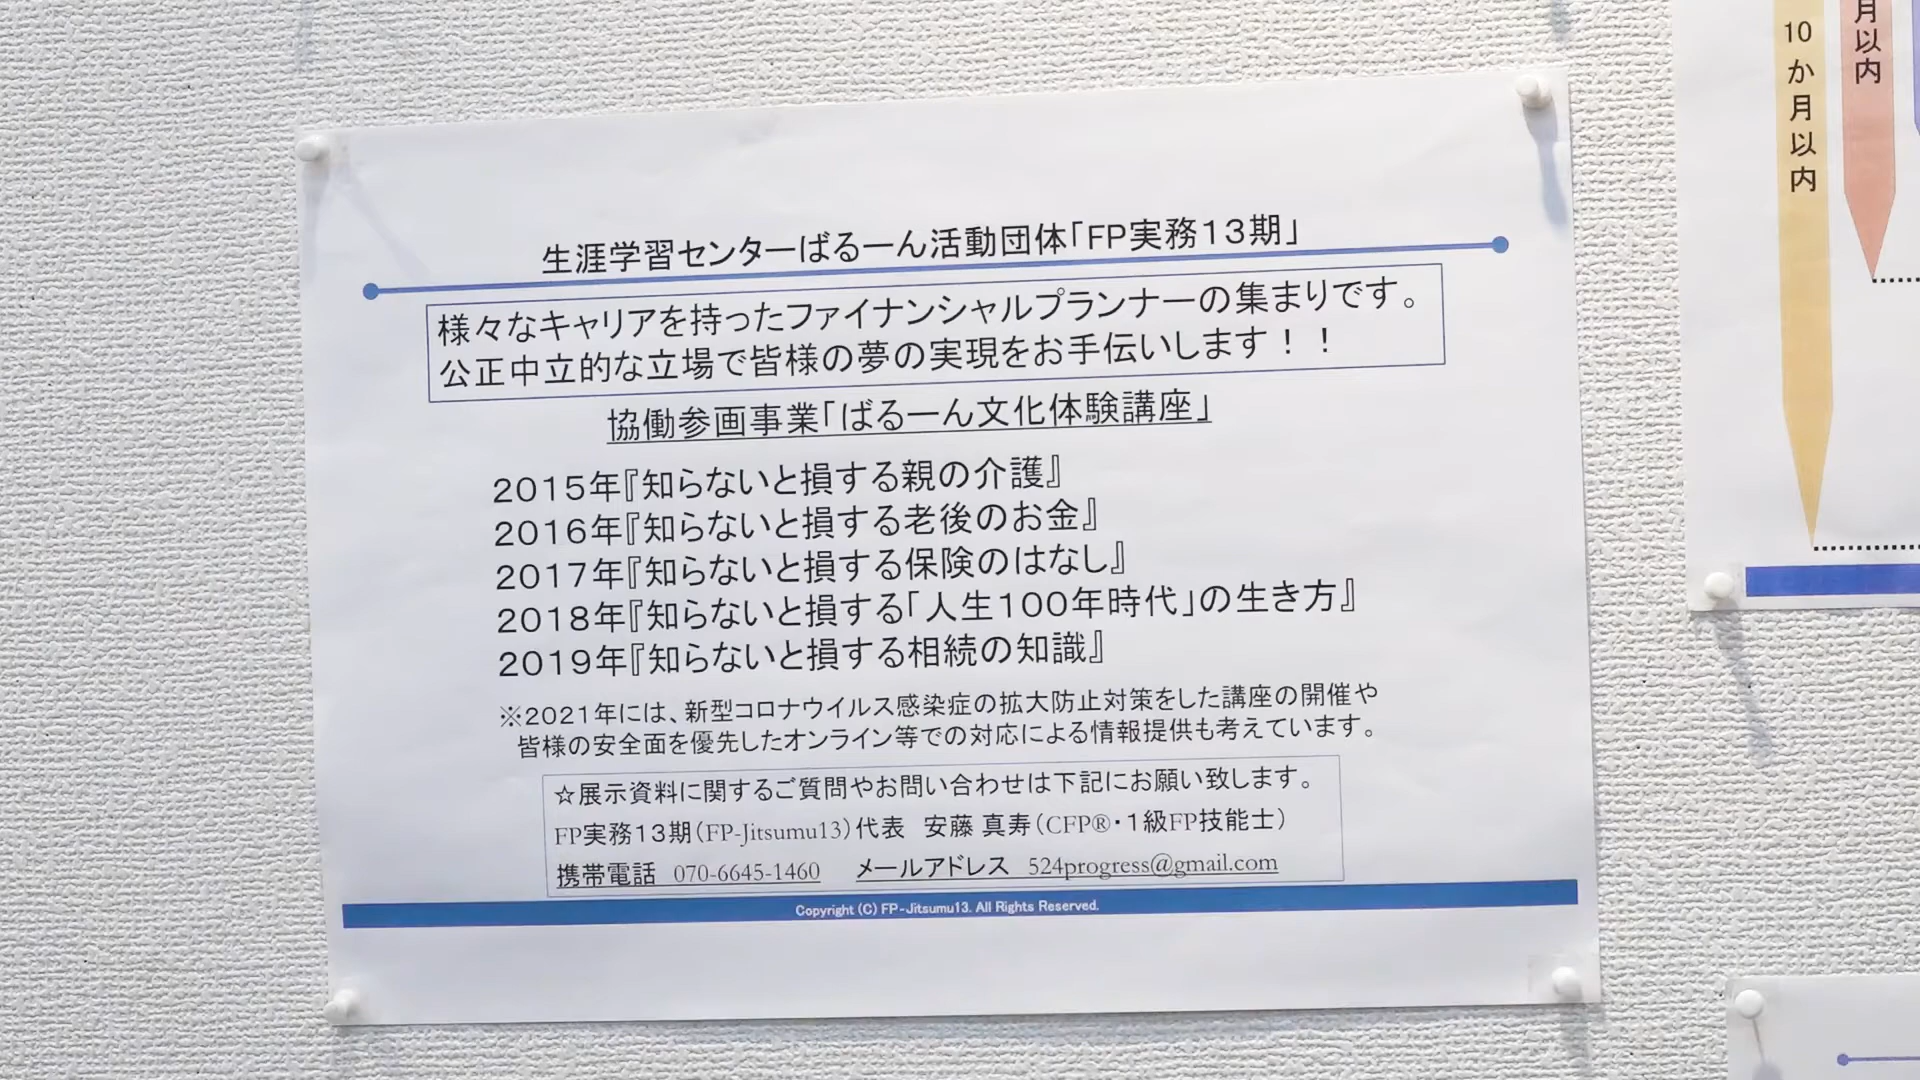 生涯学習センターばるーん活動団体「FP実務13期」
様々なキャリアを持ったファイナンシャルプランナーの集まりです。
公正中立的な立場で皆様の夢の実現をお手伝いします！！
協働参画事業「ばるーん文化体験講座」
2015年『知らないと損する親の介護』
2016年『知らないと損する老後のお金』
2017年『知らないと損する保険のはなし』
2018年『知らないと損する「人生100年時代」の生き方』
2019年『知らないと損する相続の知識』
※2021年には、新型コロナウイルス感染症の拡大防止対策をした講座の開催や
皆様の安全面を優先したオンライン等での対応による情報提供も考えています。
☆展示資料に関するご質問やお問い合わせは下記にお願い致します。
FP実務13期（FP-Jitsumu13）代表　安藤 真寿（CFP®・１級FP技能士）
携帯電話　070-6645-1460　メールアドレス　524progress@gmail.com
Copyright (C) FP-Jitsumu13. All Rights Reserved.
10か月以内
月以内